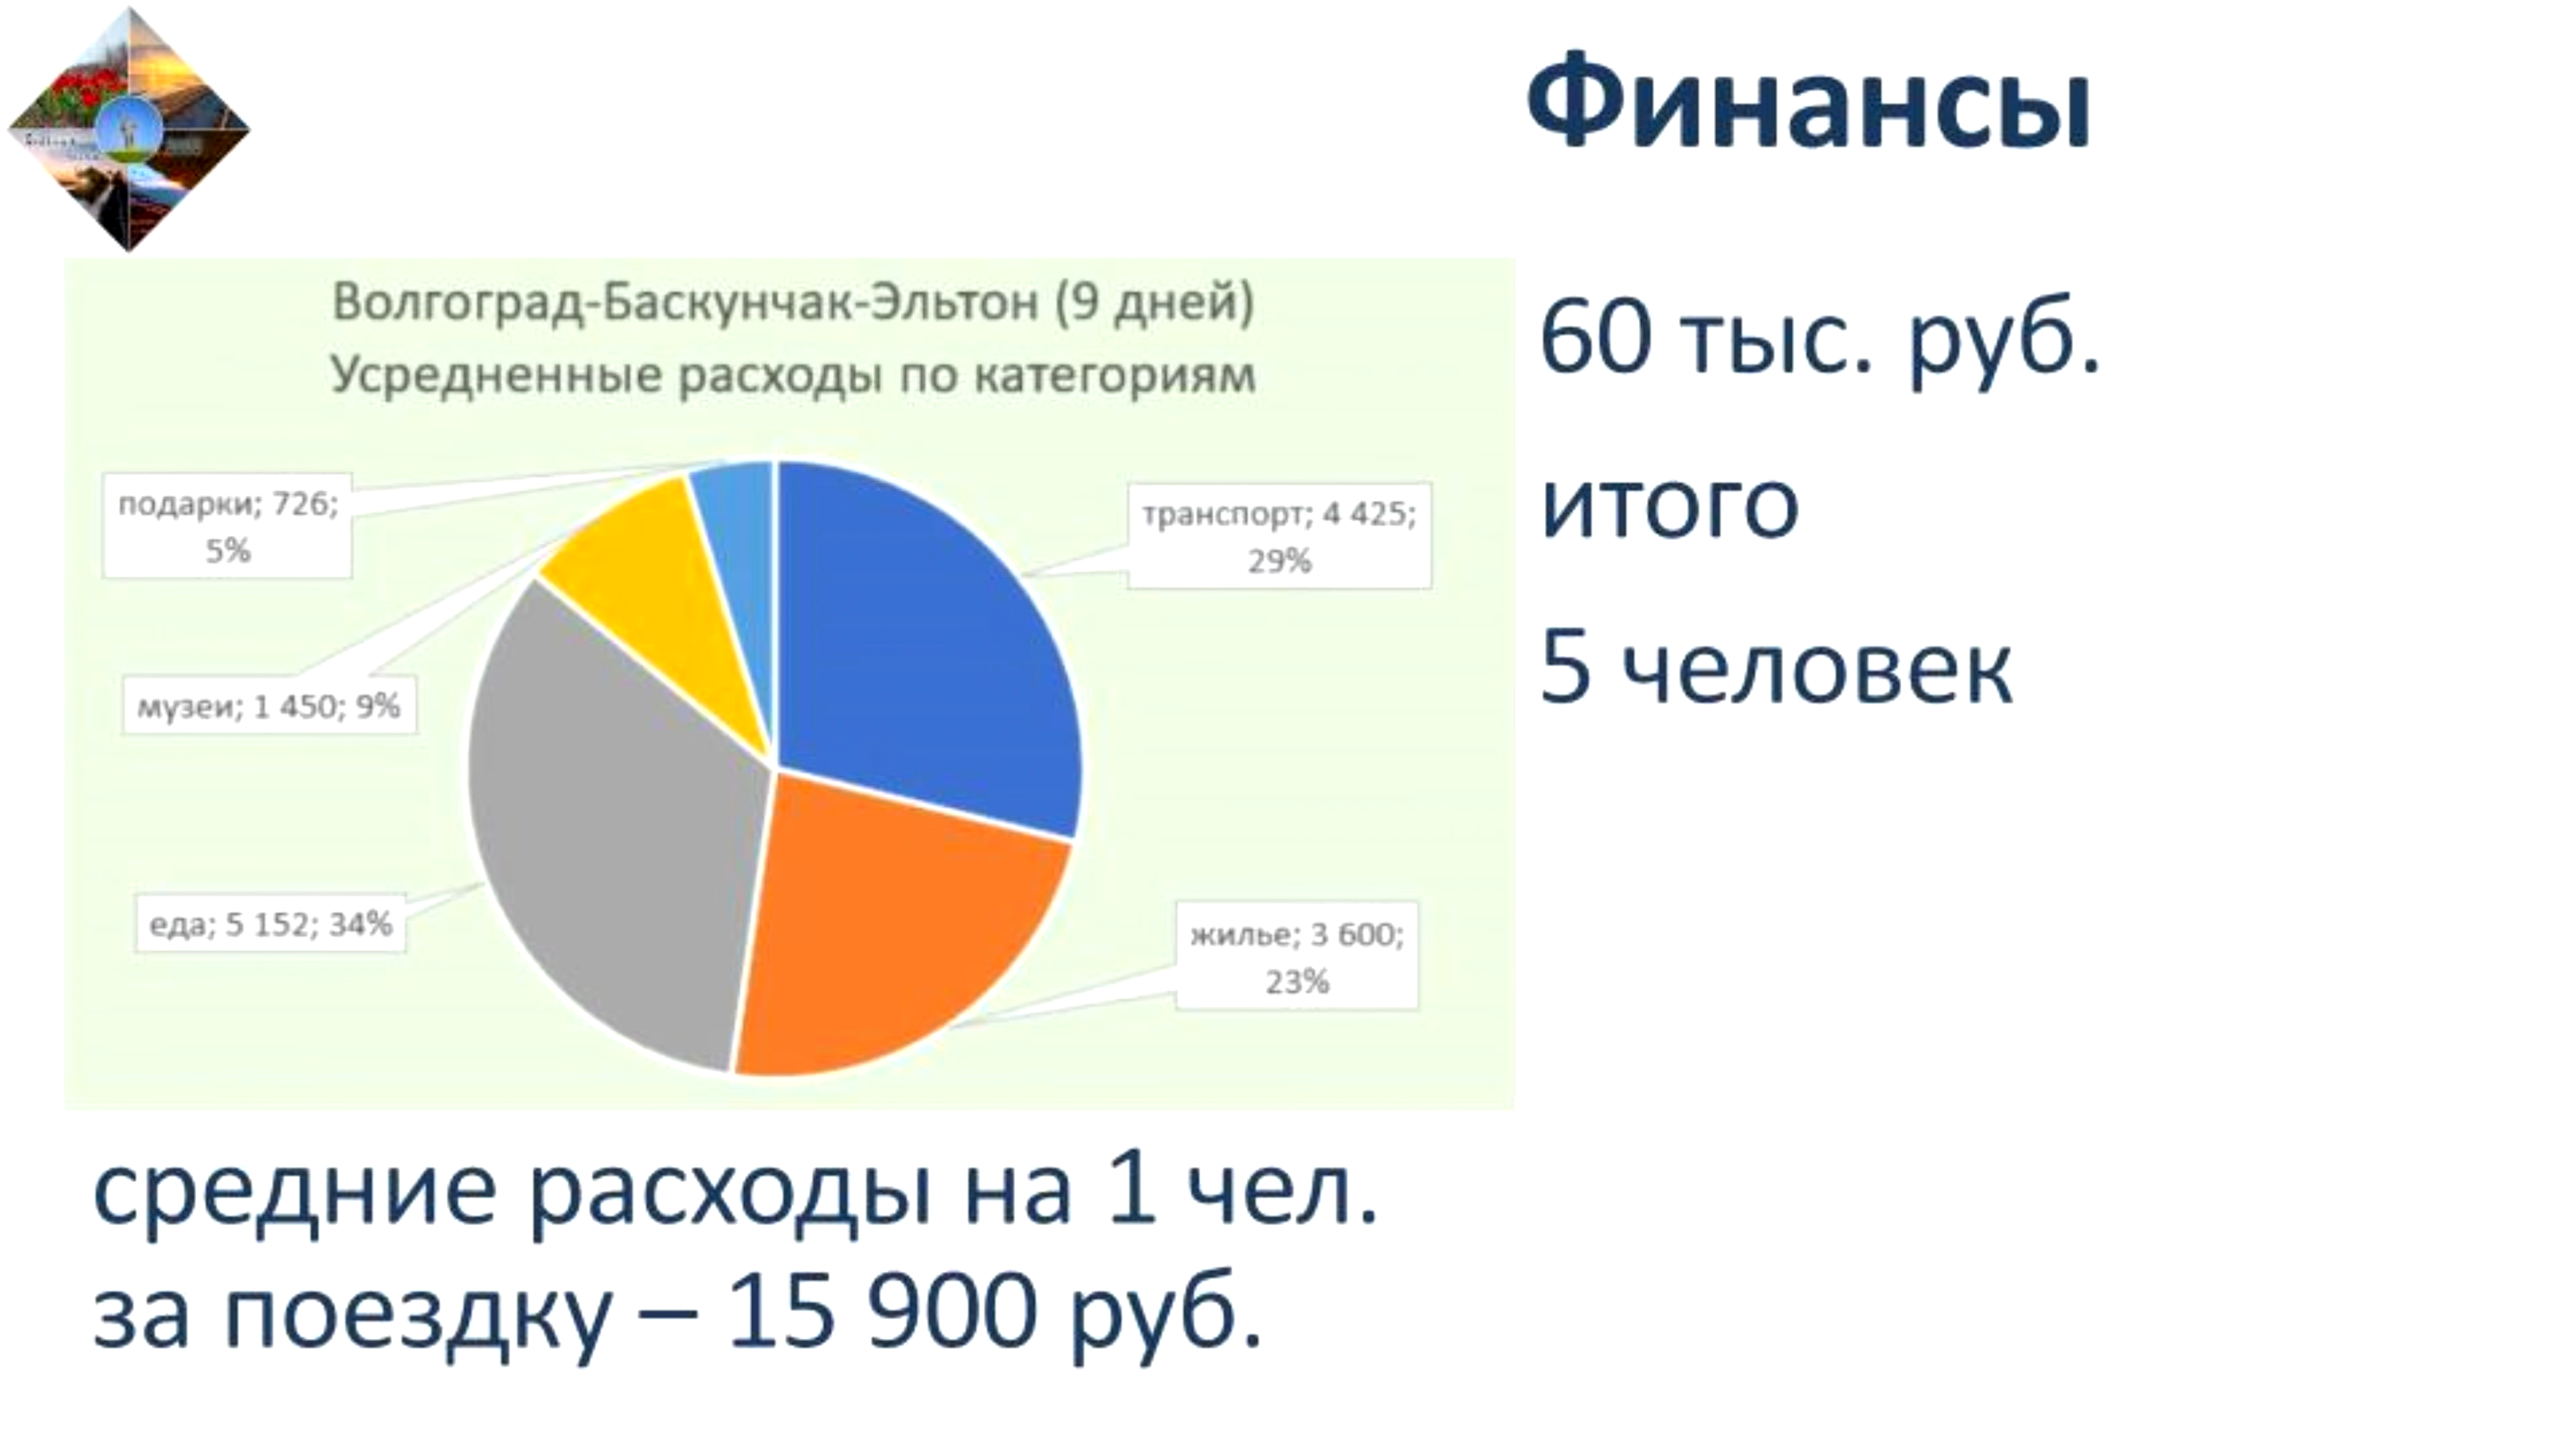 Финансы
Волгоград-Баскунчак-Эльтон (9 дней)
Усредненные расходы по категориям
подарки; 726;
5%
транспорт; 4 425;
29%
музеи; 1 450; 9%
еда; 5 152; 34%
жилье; 3 600;
23%
60 тыс. руб.
итого
5 человек
средние расходы на 1 чел.
за поездку – 15 900 руб.